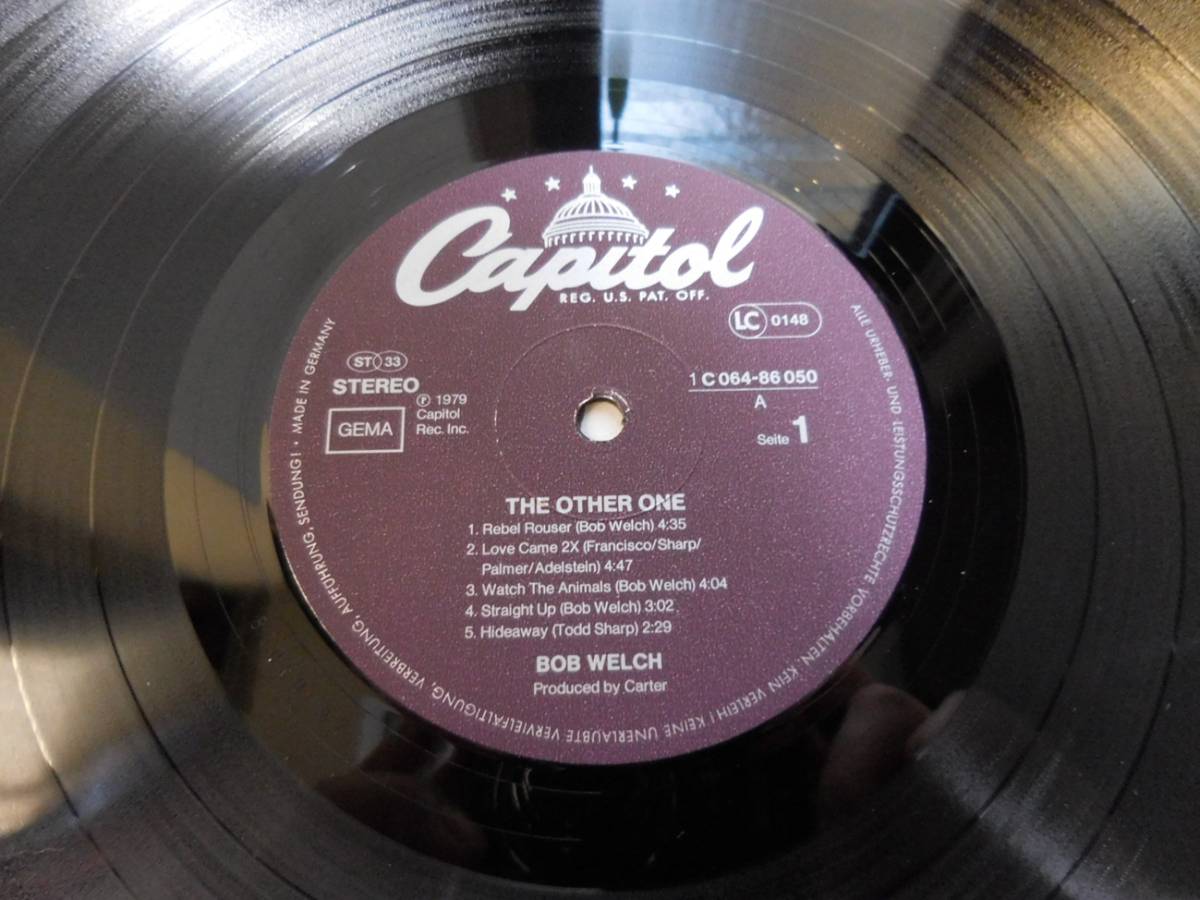 Capitol
REG. U.S. PAT. OFF.
LC 0148
ST 33
STEREO
GEMA
℗ 1979
Capitol
Rec. Inc.
1 C 064-86 050
A
Seite 1
THE OTHER ONE
1. Rebel Rouser (Bob Welch) 4:35
2. Love Came 2X (Francisco/Sharp/
Palmer/Adelstein) 4:47
3. Watch The Animals (Bob Welch) 4:04
4. Straight Up (Bob Welch) 3:02
5. Hideaway (Todd Sharp) 2:29
BOB WELCH
Produced by Carter
ALLE URHEBER- UND LEISTUNGSSCHUTZRECHTE VORBEHALTEN. KEIN VERLEIH! KEINE UNERLAUBTE VERVIELFÄLTIGUNG, VERBREITUNG, AUFFÜHRUNG, SENDUNG! • MADE IN GERMANY